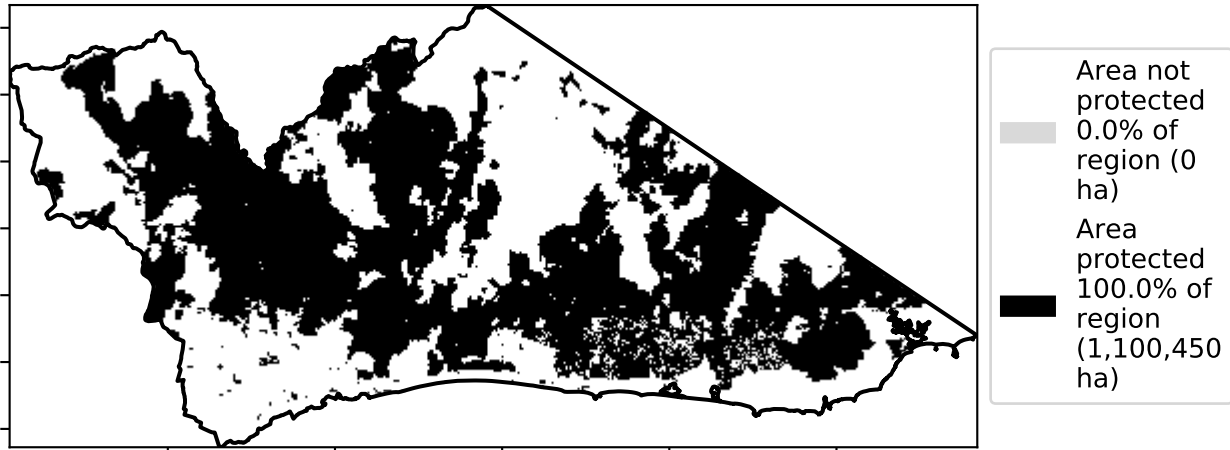 Area not
protected
0.0% of
region (0
ha)
Area
protected
100.0% of
region
(1,100,450
ha)